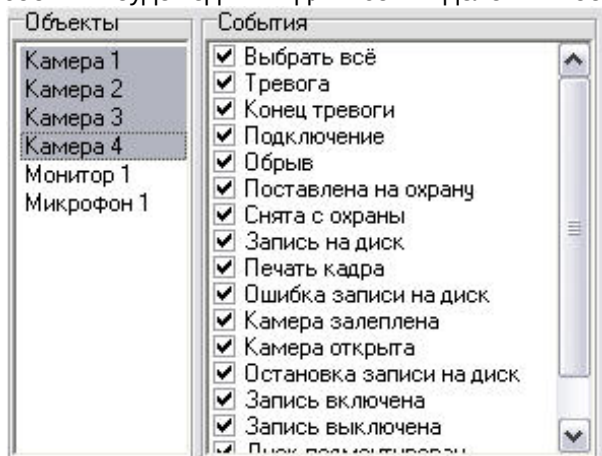 Объекты
Камера 1
Камера 2
Камера 3
Камера 4
Монитор 1
Микрофон 1
События
Выбрать всё
Тревога
Конец тревоги
Подключение
Обрыв
Поставлена на охрану
Снята с охраны
Запись на диск
Печать кадра
Ошибка записи на диск
Камера залеплена
Камера открыта
Остановка записи на диск
Запись включена
Запись выключена